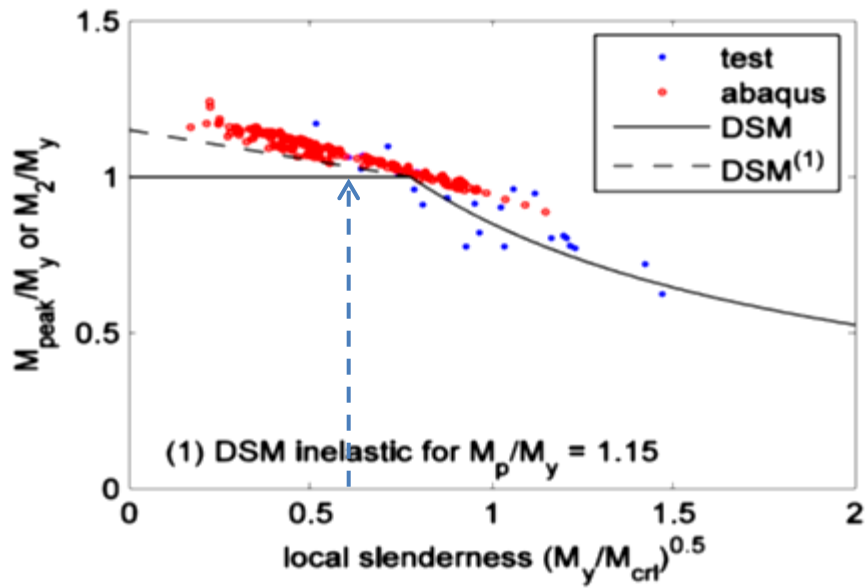 1.5
1
0.5
0
0
0.5
1
1.5
2
M_peak/M_y or M_2/M_y
test
abaqus
DSM
DSM^(1)
(1) DSM inelastic for M_p/M_y = 1.15
local slenderness (M_y/M_crl)^0.5